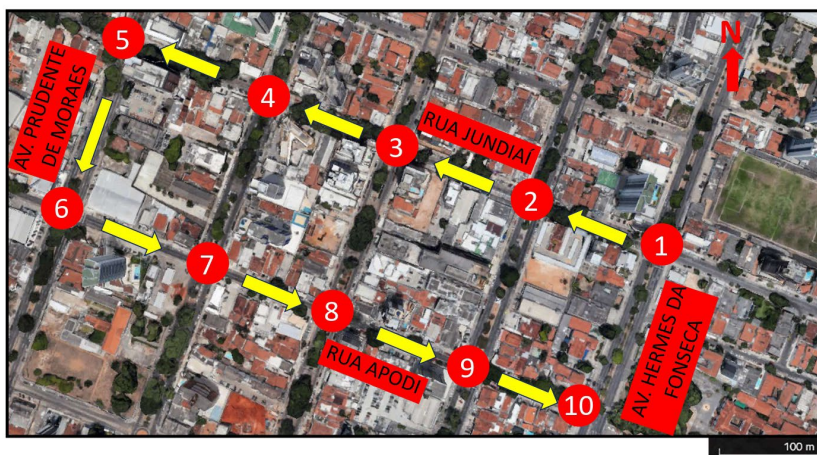 5
N
AV. PRUDENTE
DE MORAES
4
RUA JUNDIAÍ
3
2
6
1
7
8
RUA APODI
9
10
AV. HERMES DA
FONSECA
100 m